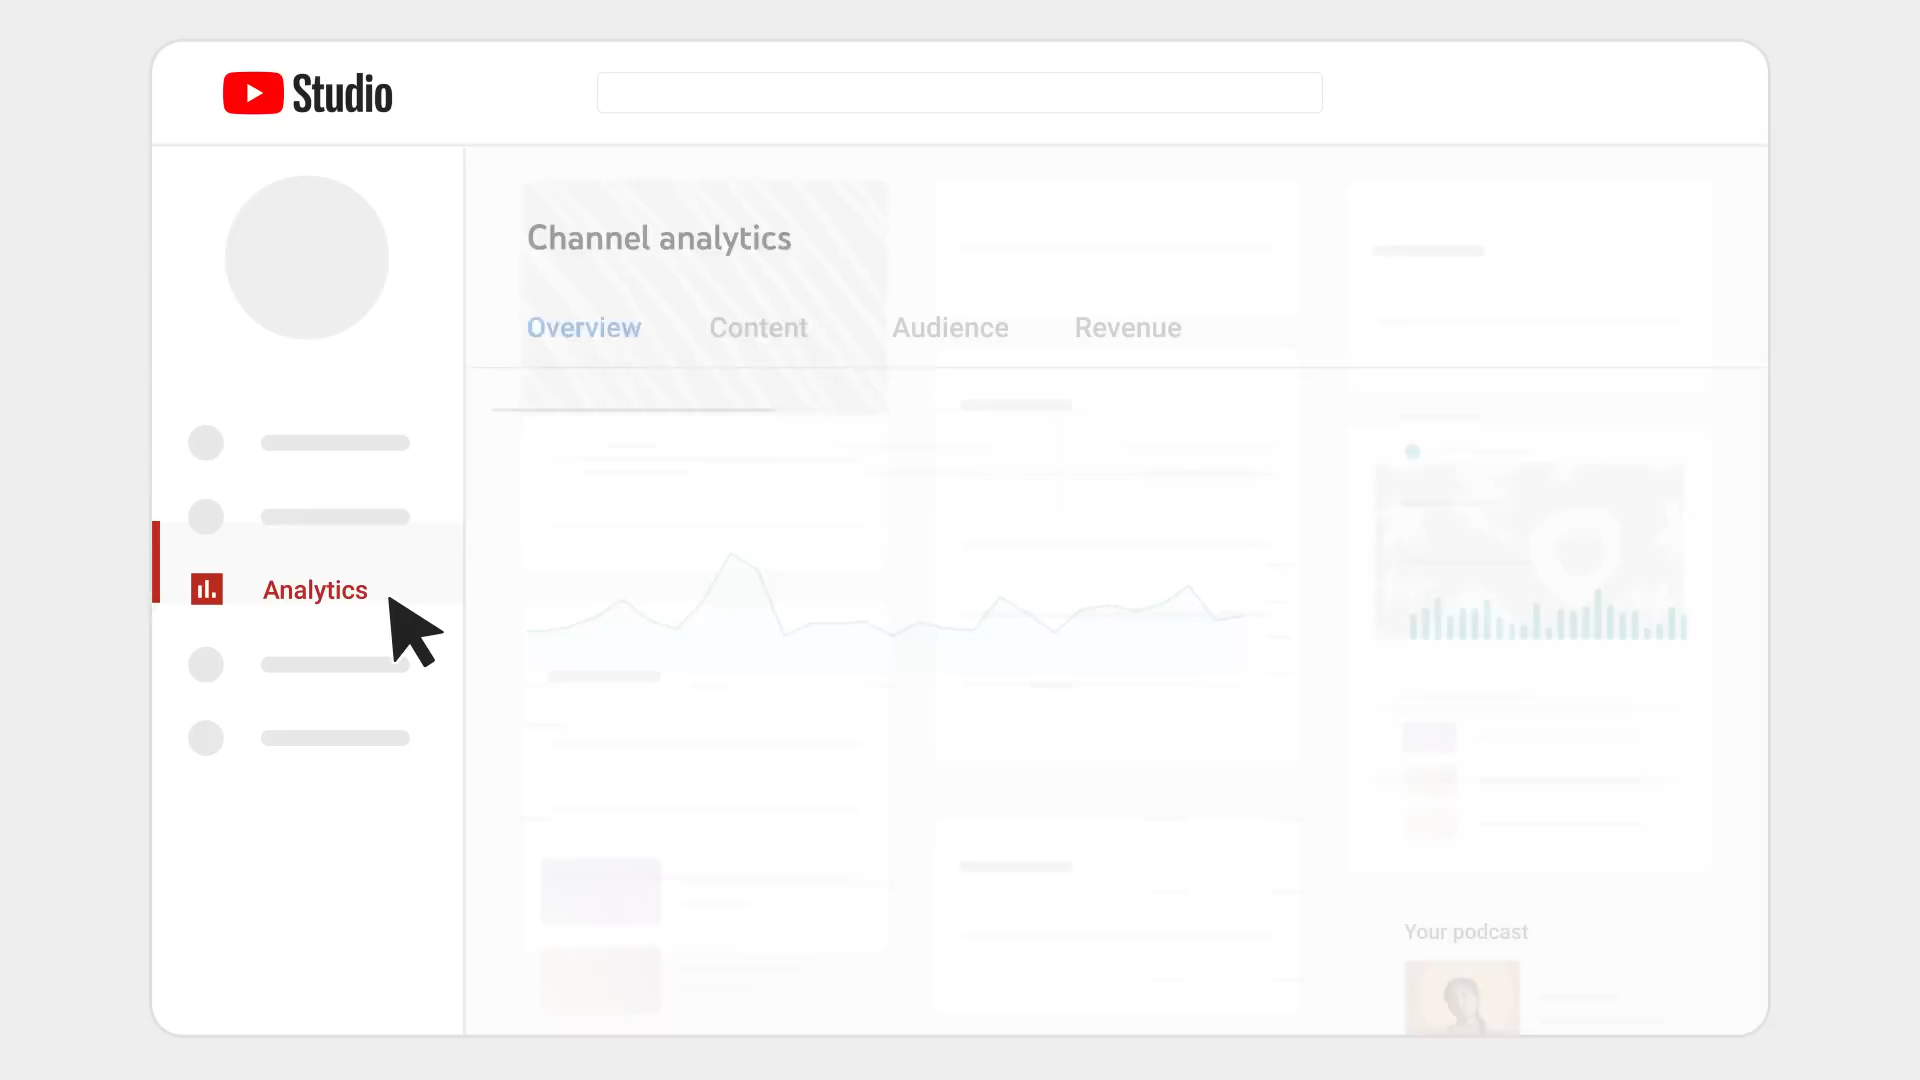 Studio
Channel analytics
Overview Content Audience Revenue
Analytics
Your podcast